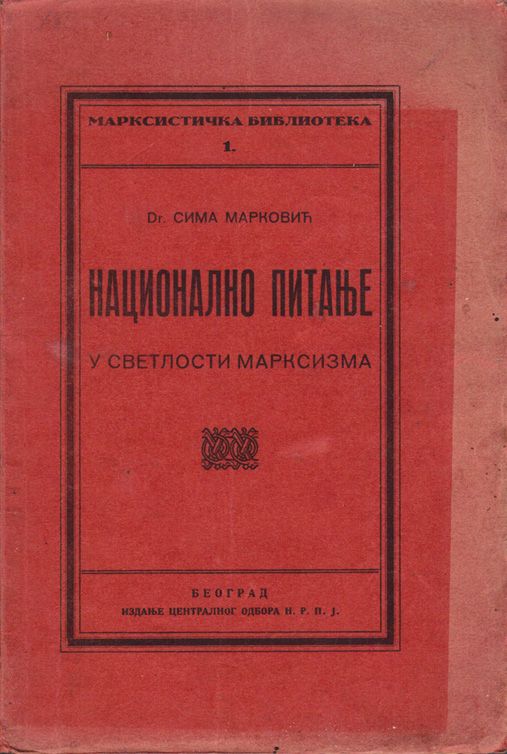 МАРКСИСТИЧКА БИБЛИОТЕКА
1.
Dr. СИМА МАРКОВИЋ
НАЦИОНАЛНО ПИТАЊЕ
У СВЕТЛОСТИ МАРКСИЗМА
БЕОГРАД
ИЗДАЊЕ ЦЕНТРАЛНОГ ОДБОРА Н. Р. П. Ј.